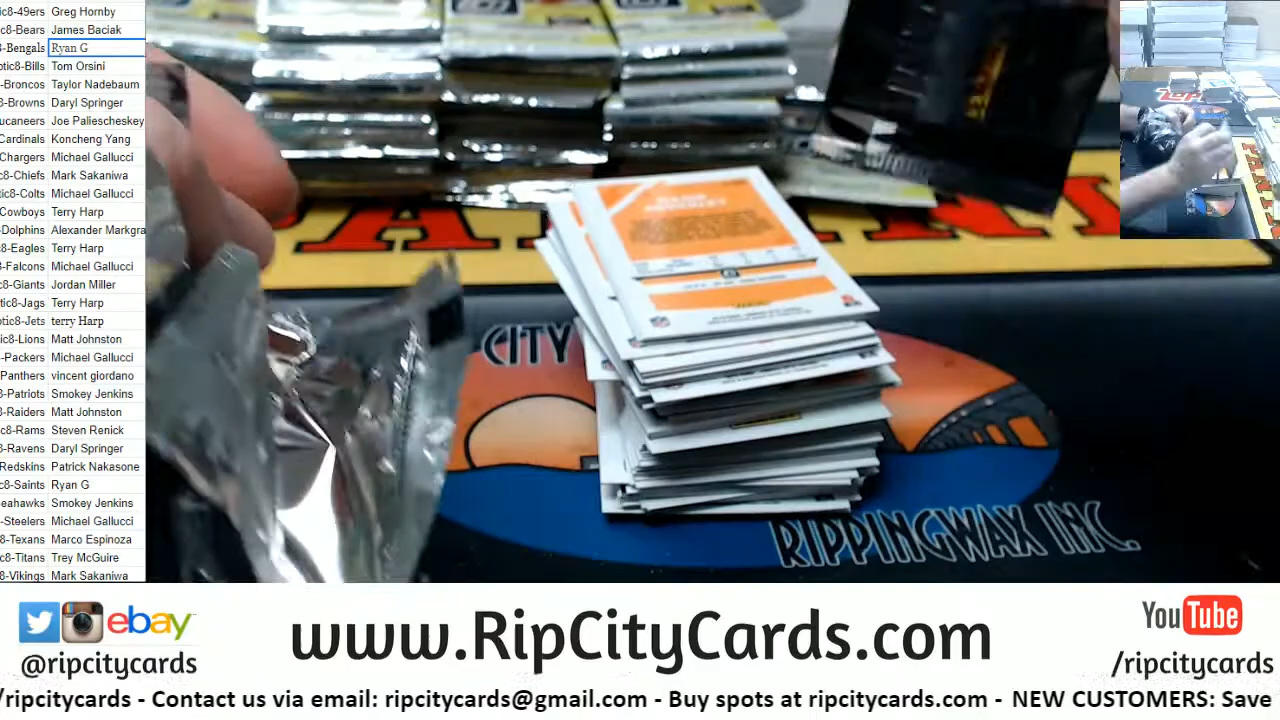 tic8-49ers Greg Hornby
c8-Bears James Baciak
8-Bengals Ryan G
otic8-Bills Tom Orsini
-Broncos Taylor Nadebaum
8-Browns Daryl Springer
ucaneers Joe Paliescheskey
Cardinals Koncheng Yang
Chargers Michael Gallucci
c8-Chiefs Mark Sakaniwa
tic8-Colts Michael Gallucci
Cowboys Terry Harp
-Dolphins Alexander Markgra
c8-Eagles Terry Harp
-Falcons Michael Gallucci
c8-Giants Jordan Miller
tic8-Jags Terry Harp
otic8-Jets terry Harp
tic8-Lions Matt Johnston
-Packers Michael Gallucci
Panthers vincent giordano
8-Patriots Smokey Jenkins
8-Raiders Matt Johnston
c8-Rams Steven Renick
8-Ravens Daryl Springer
Redskins Patrick Nakasone
c8-Saints Ryan G
eahawks Smokey Jenkins
-Steelers Michael Gallucci
8-Texans Marco Espinoza
c8-Titans Trey McGuire
8-Vikings Mark Sakaniwa
PANINI
CITY
RIPPINGWAX INC.
ebay
@ripcitycards
www.RipCityCards.com
YouTube
/ripcitycards
/ripcitycards - Contact us via email: ripcitycards@gmail.com - Buy spots at ripcitycards.com - NEW CUSTOMERS: Save